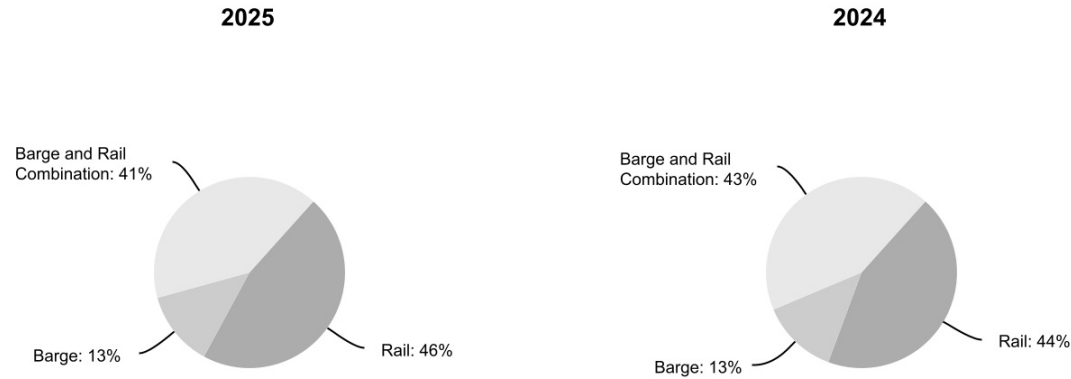 2025
Barge and Rail
Combination: 41%
Barge: 13%
Rail: 46%
2024
Barge and Rail
Combination: 43%
Barge: 13%
Rail: 44%